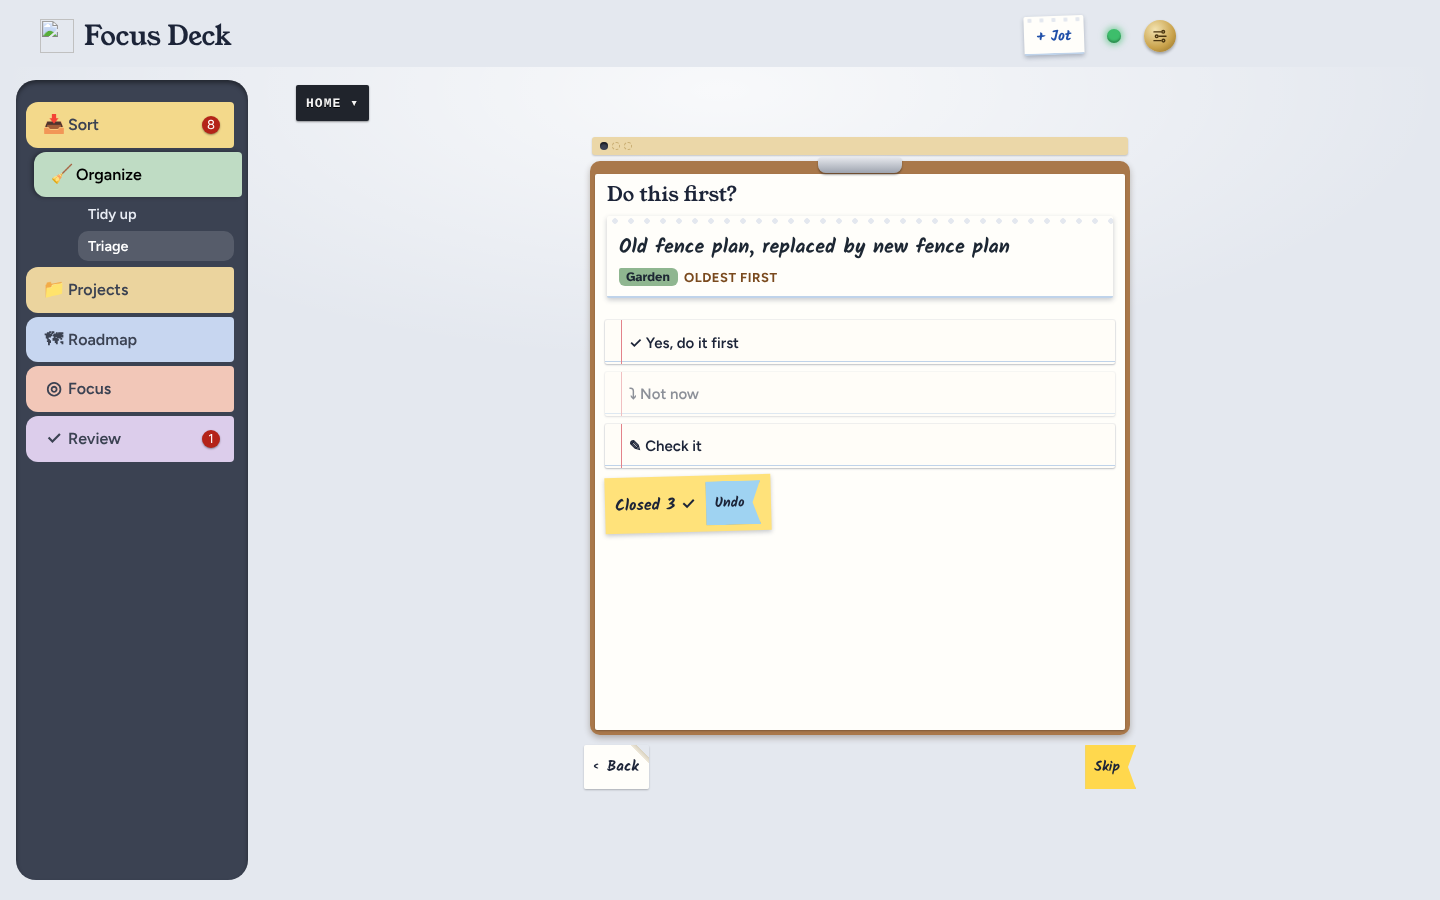 Focus Deck
+ Jot
HOME ▾
Sort 8
Organize
Tidy up
Triage
Projects
Roadmap
Focus
Review 1
Do this first?
Old fence plan, replaced by new fence plan
Garden OLDEST FIRST
✓ Yes, do it first
⤵ Not now
✎ Check it
Closed 3 ✓ Undo
< Back
Skip